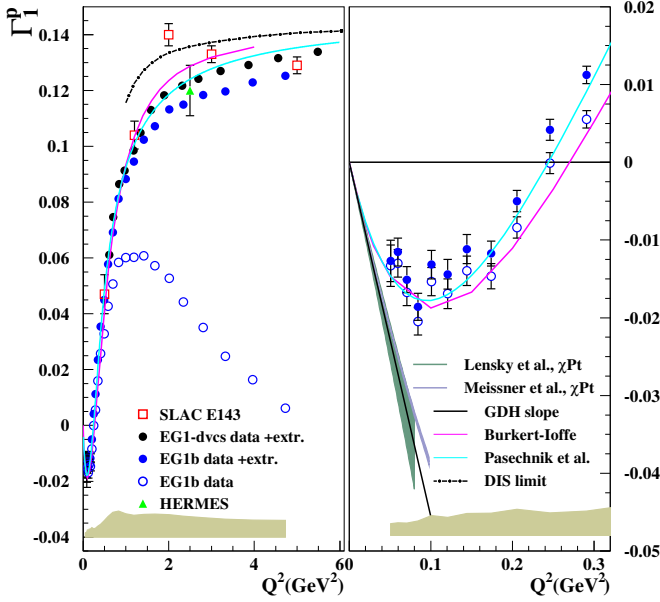 Γ₁ᵖ
0.14
0.12
0.1
0.08
0.06
0.04
0.02
0
-0.02
-0.04
SLAC E143
EG1-dvcs data +extr.
EG1b data +extr.
EG1b data
HERMES
0 1 2 3 4 5 60
Q²(GeV²)
0.02
0.01
0
-0.01
-0.02
-0.03
-0.04
-0.05
Lensky et al., χPt
Meissner et al., χPt
GDH slope
Burkert-Ioffe
Pasechnik et al.
DIS limit
0.1 0.2 0.3
Q²(GeV²)